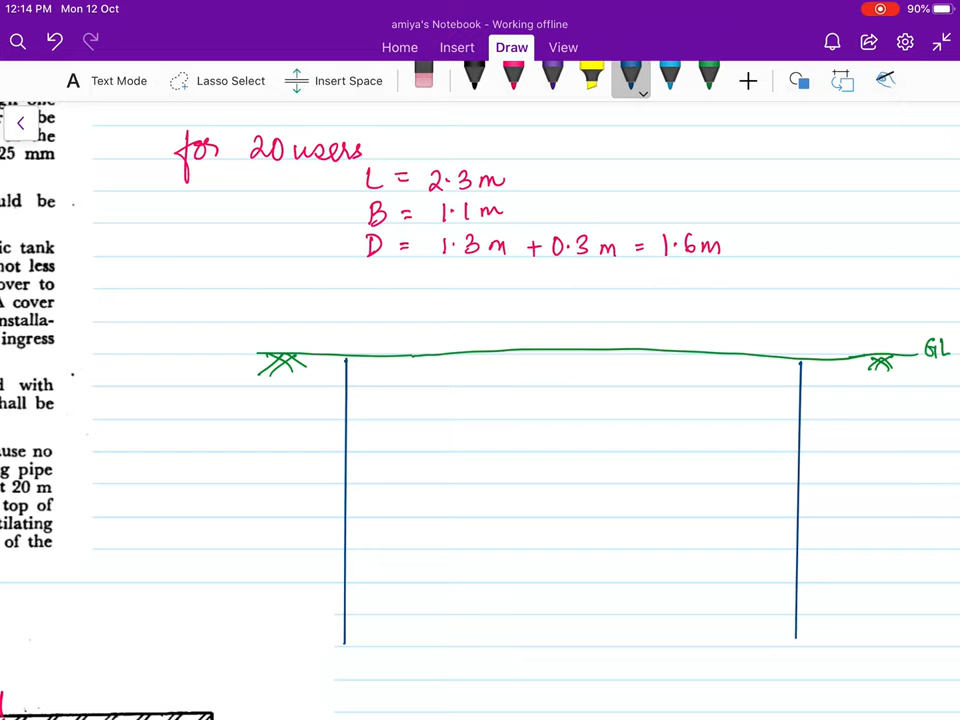 12:14 PM Mon 12 Oct
90%
amiya's Notebook - Working offline
Home Insert Draw View
A Text Mode Lasso Select Insert Space
be
the
25 mm
uld be
ic tank
not less
over to
A cover
nstalla-
ingress
d with
hall be
use no
g pipe
t 20 m
top of
tilating
of the
for 20 users
L = 2.3 m
B = 1.1 m
D = 1.3 m + 0.3 m = 1.6 m
GL